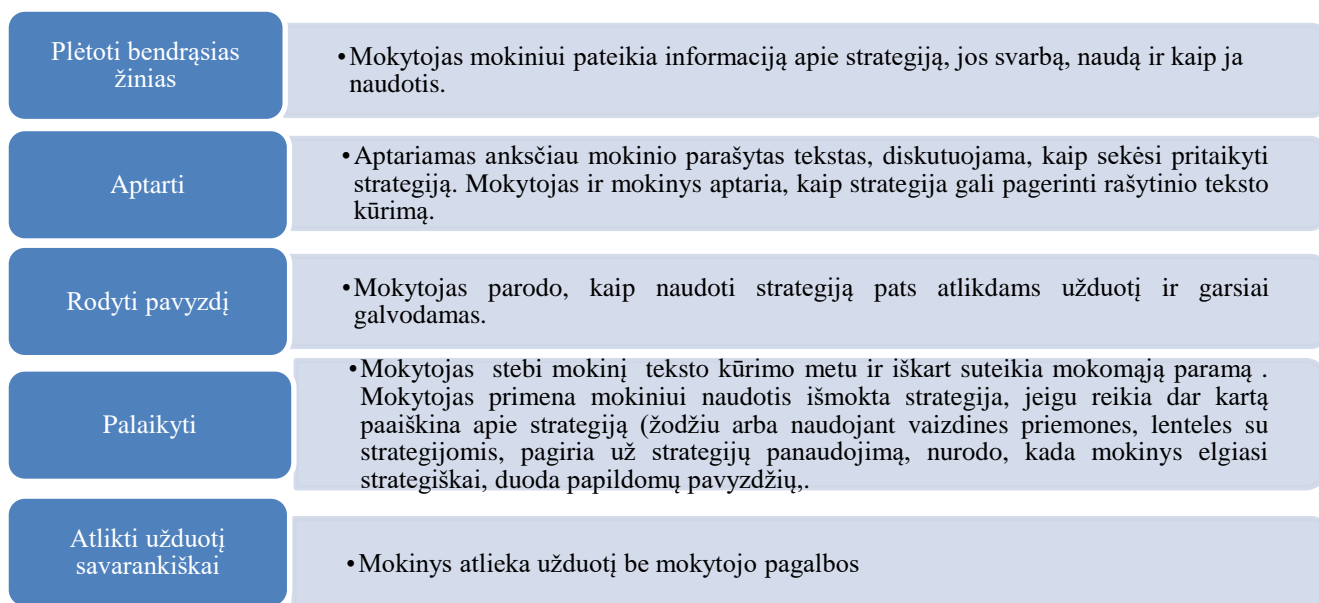 Plėtoti bendrąsias
žinias
•Mokytojas mokiniui pateikia informaciją apie strategiją, jos svarbą, naudą ir kaip ja
naudotis.
Aptarti
•Aptariamas anksčiau mokinio parašytas tekstas, diskutuojama, kaip sekėsi pritaikyti
strategiją. Mokytojas ir mokinys aptaria, kaip strategija gali pagerinti rašytinio teksto
kūrimą.
Rodyti pavyzdį
•Mokytojas parodo, kaip naudoti strategiją pats atlikdams užduotį ir garsiai
galvodamas.
Palaikyti
•Mokytojas stebi mokinį teksto kūrimo metu ir iškart suteikia mokomąją paramą .
Mokytojas primena mokiniui naudotis išmokta strategija, jeigu reikia dar kartą
paaiškina apie strategiją (žodžiu arba naudojant vaizdines priemones, lenteles su
strategijomis, pagiria už strategijų panaudojimą, nurodo, kada mokinys elgiasi
strategiškai, duoda papildomų pavyzdžių,.
Atlikti užduotį
savarankiškai
•Mokinys atlieka užduotį be mokytojo pagalbos